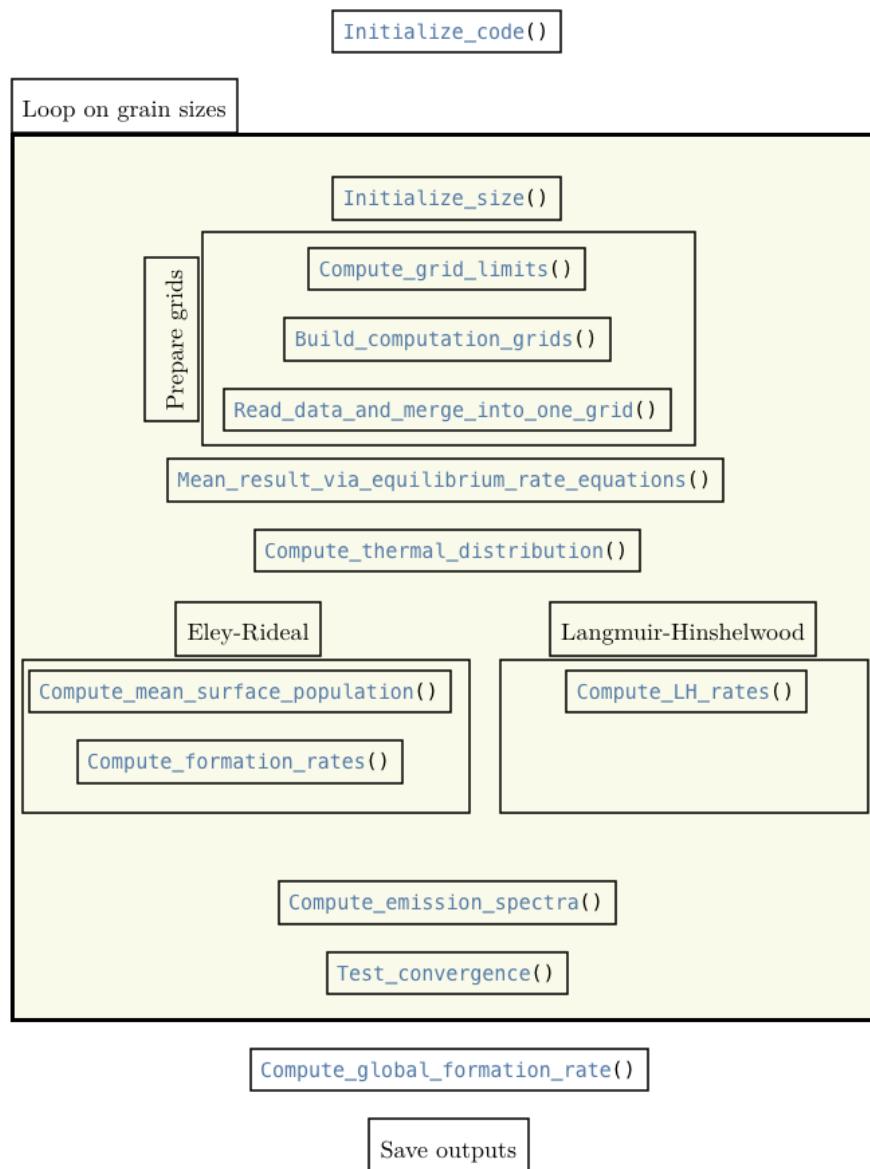 Initialize_code()
Loop on grain sizes
Initialize_size()
Prepare grids
Compute_grid_limits()
Build_computation_grids()
Read_data_and_merge_into_one_grid()
Mean_result_via_equilibrium_rate_equations()
Compute_thermal_distribution()
Eley-Rideal
Compute_mean_surface_population()
Compute_formation_rates()
Langmuir-Hinshelwood
Compute_LH_rates()
Compute_emission_spectra()
Test_convergence()
Compute_global_formation_rate()
Save outputs